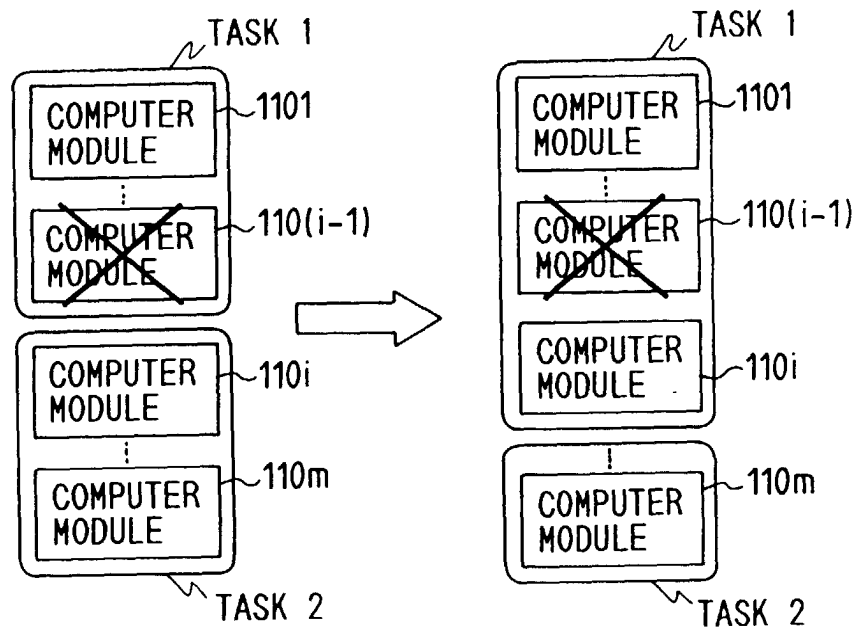 TASK 1
COMPUTER
MODULE
1101
COMPUTER
MODULE
110(i-1)
COMPUTER
MODULE
110i
COMPUTER
MODULE
110m
TASK 2
TASK 1
COMPUTER
MODULE
1101
COMPUTER
MODULE
110(i-1)
COMPUTER
MODULE
110i
COMPUTER
MODULE
110m
TASK 2